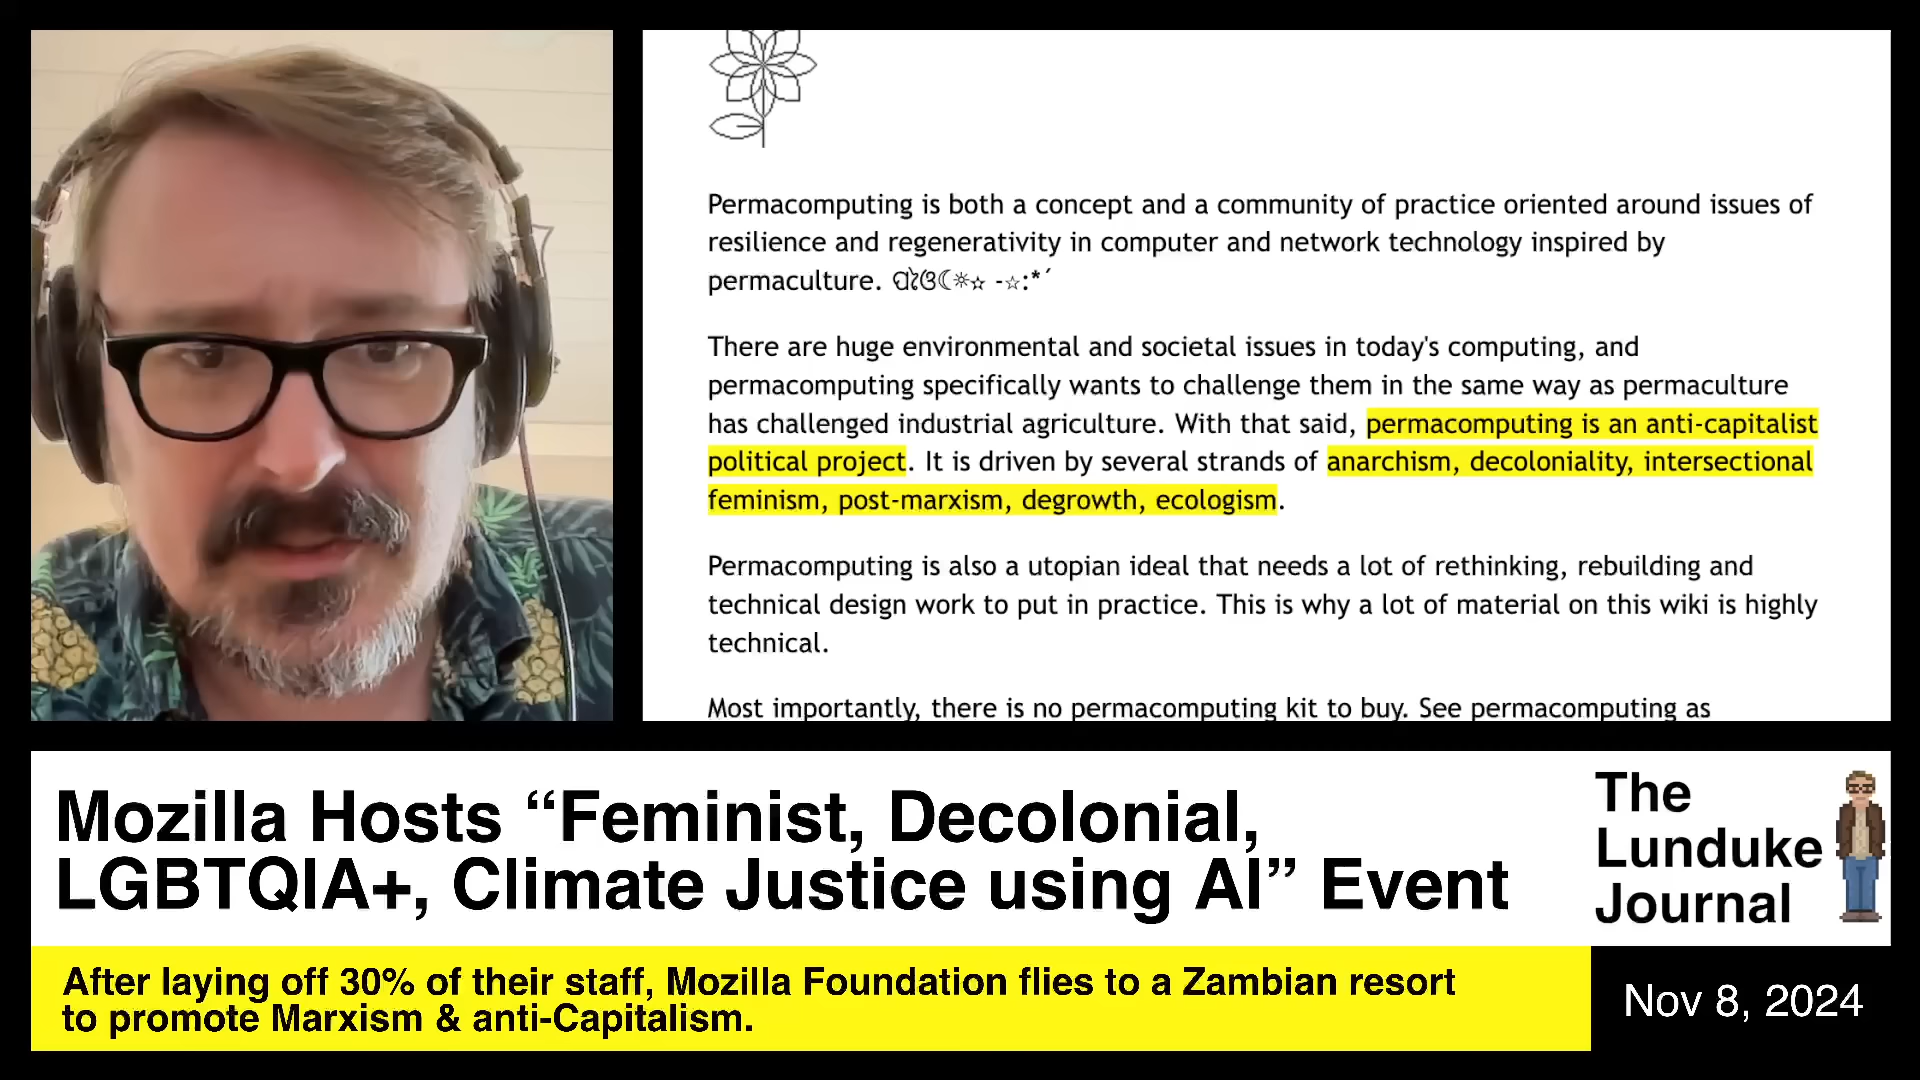 Permacomputing is both a concept and a community of practice oriented around issues of
resilience and regenerativity in computer and network technology inspired by
permaculture.
There are huge environmental and societal issues in today's computing, and
permacomputing specifically wants to challenge them in the same way as permaculture
has challenged industrial agriculture. With that said, permacomputing is an anti-capitalist
political project. It is driven by several strands of anarchism, decoloniality, intersectional
feminism, post-marxism, degrowth, ecologism.
Permacomputing is also a utopian ideal that needs a lot of rethinking, rebuilding and
technical design work to put in practice. This is why a lot of material on this wiki is highly
technical.
Most importantly, there is no permacomputing kit to buy. See permacomputing as
Mozilla Hosts “Feminist, Decolonial,
LGBTQIA+, Climate Justice using AI” Event
The
Lunduke
Journal
After laying off 30% of their staff, Mozilla Foundation flies to a Zambian resort
to promote Marxism & anti-Capitalism.
Nov 8, 2024